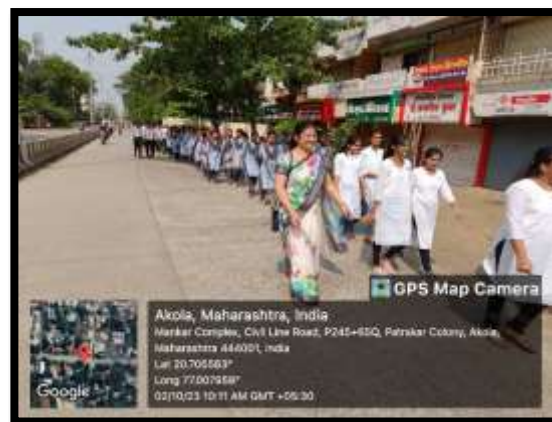 GPS Map Camera
Akola, Maharashtra, India
Mankar Complex, Civil Line Road, P245+65Q, Patrakar Colony, Akola,
Maharashtra 444001, India
Lat 20.705583°
Long 77.007958°
02/10/23 10:11 AM GMT +05:30
Google